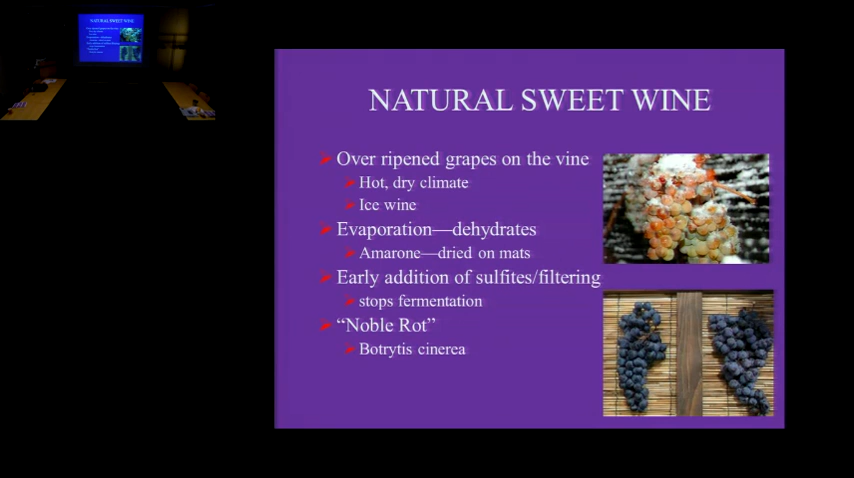 NATURAL SWEET WINE
Over ripened grapes on the vine
Hot, dry climate
Ice wine
Evaporation—dehydrates
Amarone—dried on mats
Early addition of sulfites/filtering
stops fermentation
“Noble Rot”
Botrytis cinerea